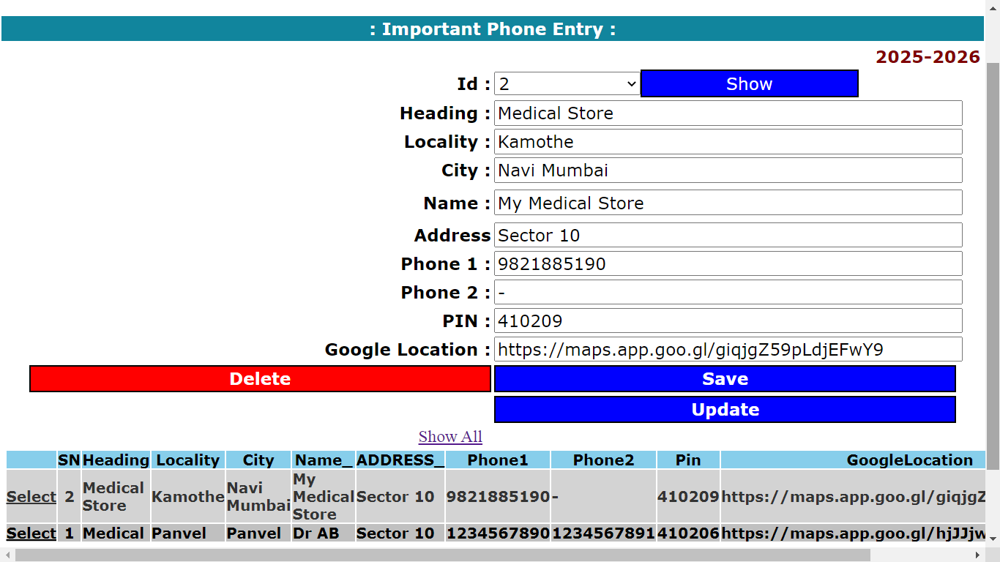 : Important Phone Entry :
2025-2026
Id : 2 Show
Heading : Medical Store
Locality : Kamothe
City : Navi Mumbai
Name : My Medical Store
Address Sector 10
Phone 1 : 9821885190
Phone 2 : -
PIN : 410209
Google Location : https://maps.app.goo.gl/giqjgZ59pLdjEFwY9
Delete Save
Update
Show All
SN Heading Locality City Name_ ADDRESS_ Phone1 Phone2 Pin GoogleLocation
Select 2 Medical Store Kamothe Navi Mumbai My Medical Store Sector 10 9821885190 - 410209 https://maps.app.goo.gl/giqjgZ
Select 1 Medical Panvel Panvel Dr AB Sector 10 1234567890 1234567891 410206 https://maps.app.goo.gl/hjJJjw